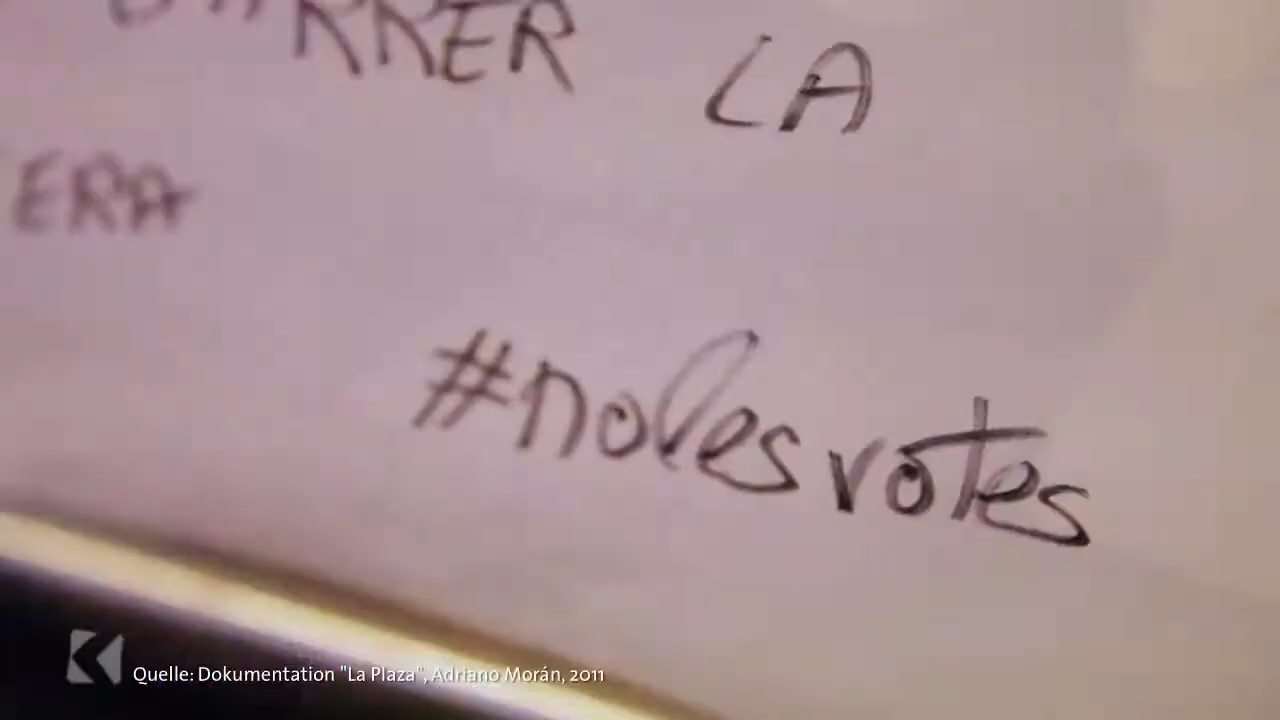 LA
ERA
#nolesvotes
Quelle: Dokumentation "La Plaza", Adriano Morán, 2011